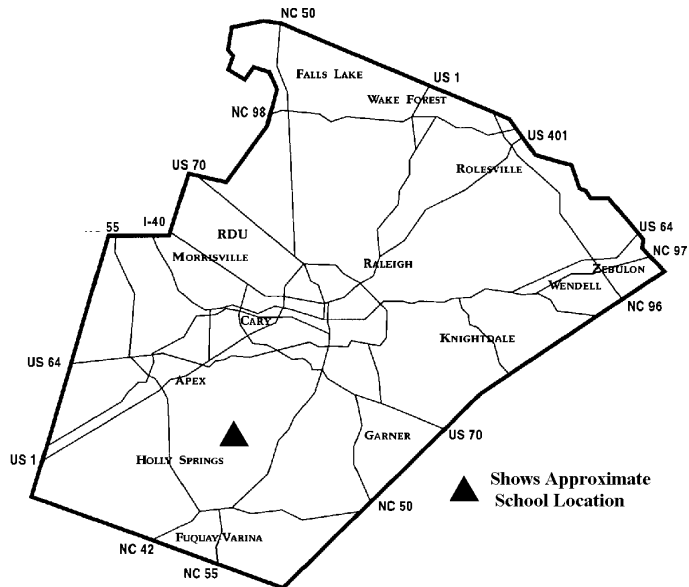 NC 50
FALLS LAKE
US 1
WAKE FOREST
NC 98
US 401
US 70
ROLESVILLE
55
I-40
RDU
US 64
MORRISVILLE
RALEIGH
NC 97
ZEBULON
WENDELL
NC 96
CARY
KNIGHTDALE
US 64
APEX
GARNER
US 70
US 1
HOLLY SPRINGS
Shows Approximate
School Location
NC 50
FUQUAY VARINA
NC 42
NC 55